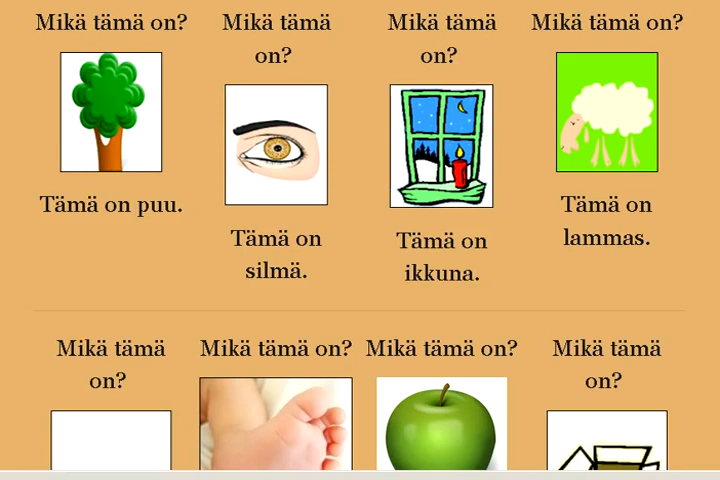 Mikä tämä on?
Tämä on puu.
Mikä tämä
on?
Tämä on
silmä.
Mikä tämä
on?
Tämä on
ikkuna.
Mikä tämä on?
Tämä on
lammas.
Mikä tämä
on?
Mikä tämä on?
Mikä tämä on?
Mikä tämä
on?